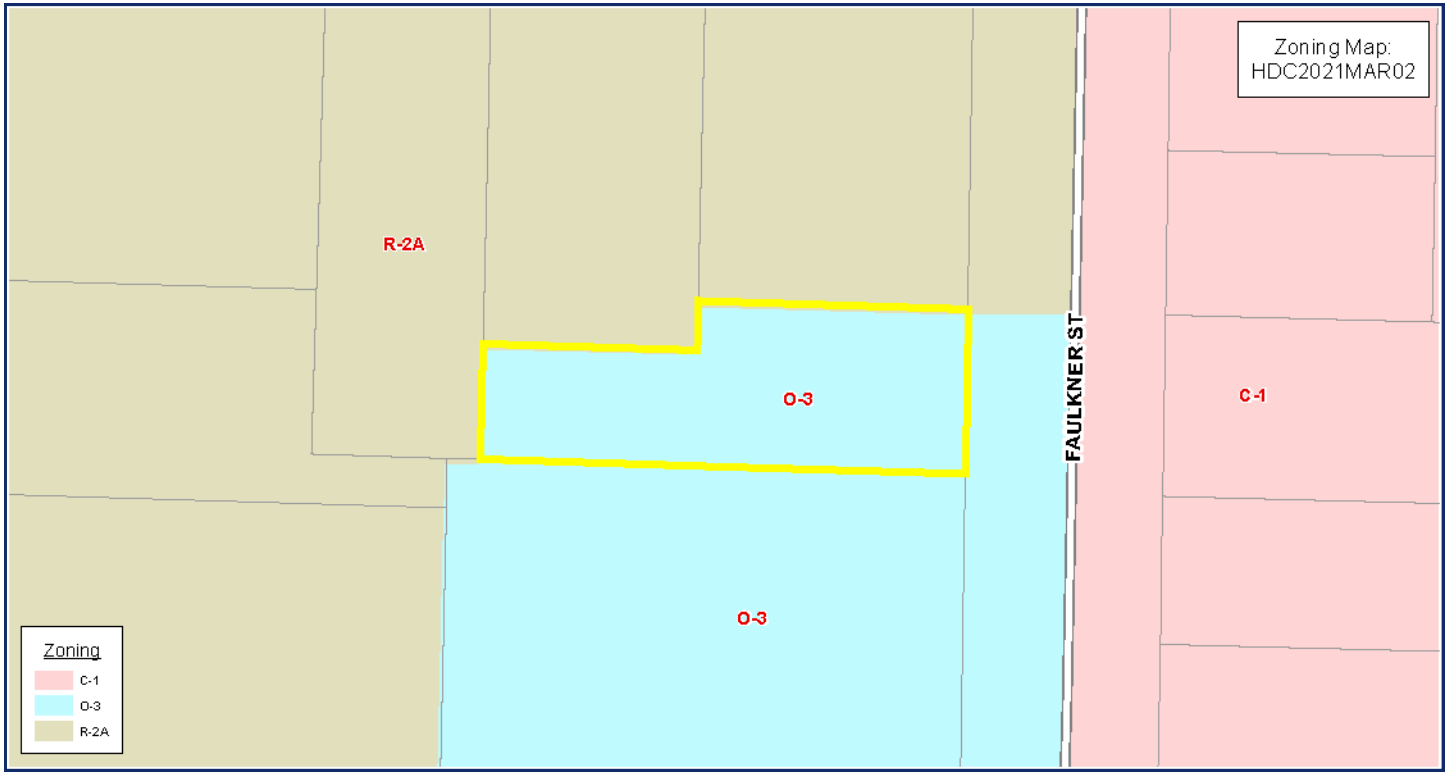 Zoning Map:
HDC2021MAR02
R-2A
O-3
C-1
FAULKNER ST
O-3
Zoning
C-1
O-3
R-2A